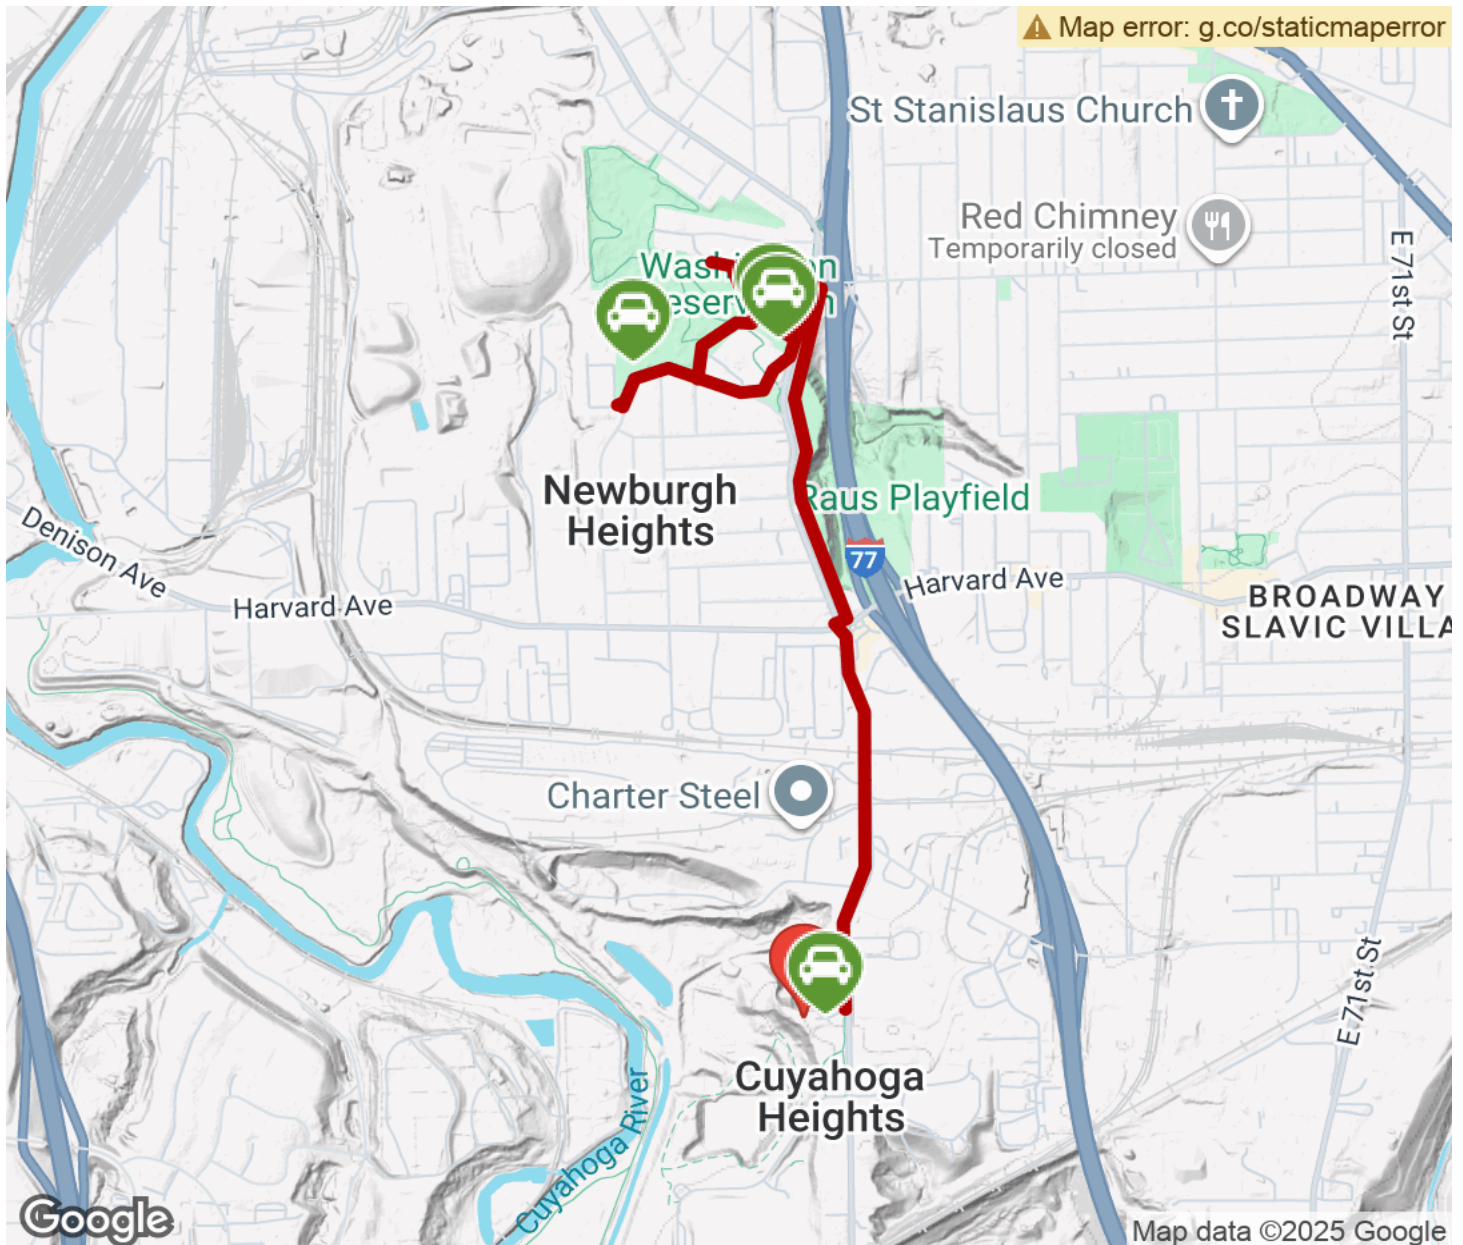 Map error: g.co/staticmaperror
St Stanislaus Church
Red Chimney
Temporarily closed
E 71st St
Newburgh
Heights
Raus Playfield
Denison Ave
77
Harvard Ave
Harvard Ave
BROADWAY
SLAVIC VILLA
Charter Steel
E 71st St
Cuyahoga
Heights
Cuyahoga River
Google
Map data ©2025 Google